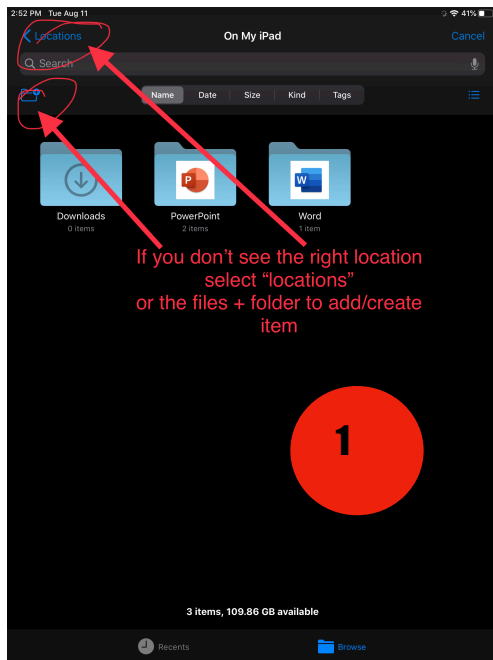 2:52 PM Tue Aug 11 41%
Locations On My iPad Cancel
Search
Name Date Size Kind Tags
P W
Downloads PowerPoint Word
0 items 2 items 1 item
If you don't see the right location
select “locations”
or the files + folder to add/create
item
1
3 items, 109.86 GB available
Recents Browse